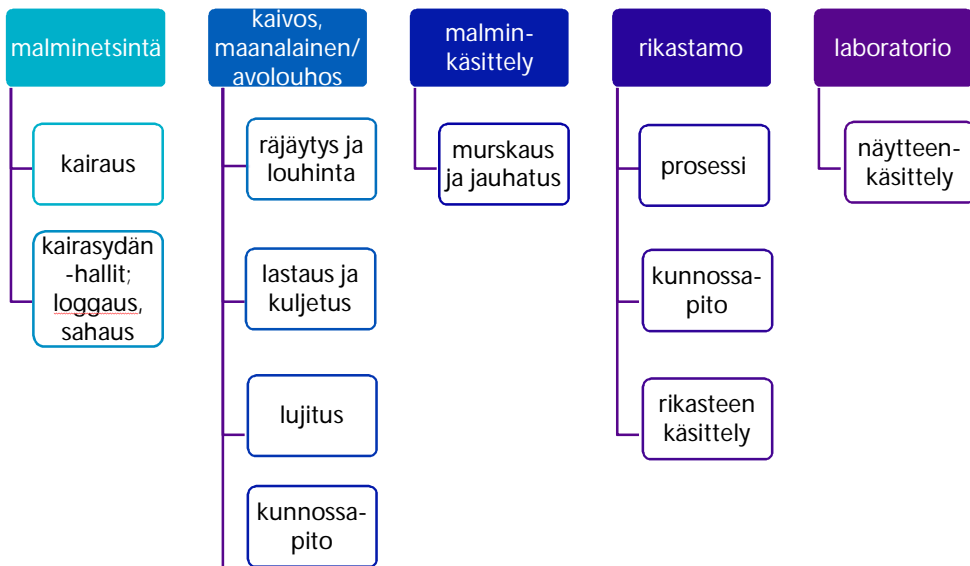 malminetsintä
kairaus
kairasydän
-hallit;
loggaus,
sahaus
kaivos,
maanalainen/
avolouhos
räjäytys ja
louhinta
lastaus ja
kuljetus
lujitus
kunnossa-
pito
malmin-
käsittely
murskaus
ja jauhatus
rikastamo
prosessi
kunnossa-
pito
rikasteen
käsittely
laboratorio
näytteen-
käsittely